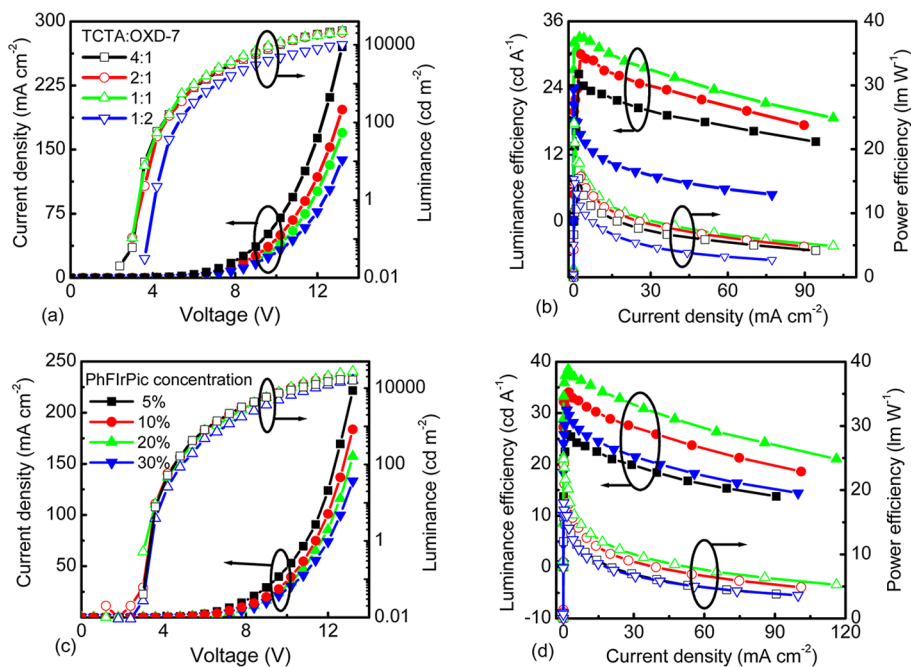 TCTA:OXD-7
4:1
2:1
1:1
1:2
300
225
150
75
0
Current density (mA cm-2)
0 4 8 12
Voltage (V)
10000
100
1
0.01
Luminance (cd m-2)
(a)
36
24
12
0
Luminance efficiency (cd A-1)
0 30 60 90
Current density (mA cm-2)
40
30
20
10
0
Power efficiency (lm W-1)
(b)
PhFIrPic concentration
5%
10%
20%
30%
250
200
150
100
50
Current density (mA cm-2)
0 4 8 12
Voltage (V)
10000
100
1
0.01
Luminance (cd m-2)
(c)
40
30
20
10
0
-10
Luminance efficiency (cd A-1)
0 30 60 90 120
Current density (mA cm-2)
40
30
20
10
0
Power efficiency (lm W-1)
(d)